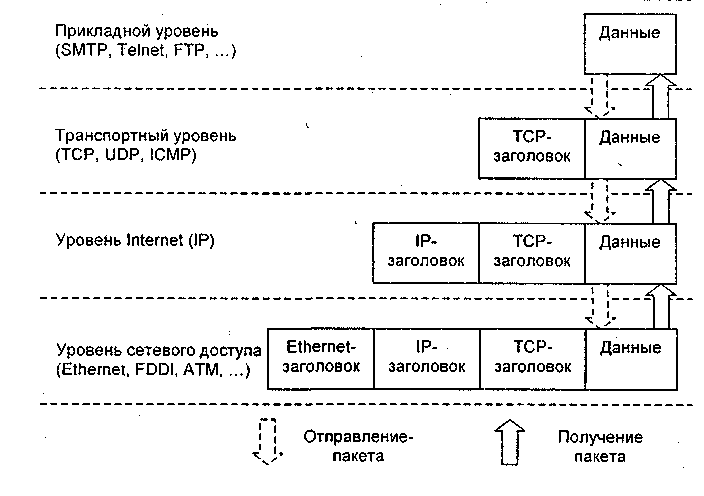 Прикладной уровень
(SMTP, Telnet, FTP, ...)
Данные
Транспортный уровень
(TCP, UDP, ICMP)
TCP-
заголовок
Данные
Уровень Internet (IP)
IP-
заголовок
TCP-
заголовок
Данные
Уровень сетевого доступа
(Ethernet, FDDI, ATM, ...)
Ethernet-
заголовок
IP-
заголовок
TCP-
заголовок
Данные
Отправление-
пакета
Получение
пакета